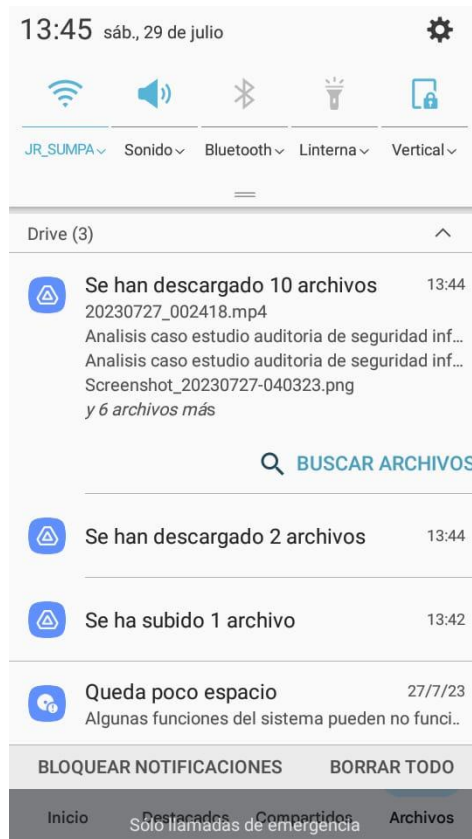 13:45 sáb., 29 de julio
JR_SUMPA Sonido Bluetooth Linterna Vertical
Drive (3)
Se han descargado 10 archivos 13:44
20230727_002418.mp4
Analisis caso estudio auditoria de seguridad inf...
Analisis caso estudio auditoria de seguridad inf...
Screenshot_20230727-040323.png
y 6 archivos más
BUSCAR ARCHIVOS
Se han descargado 2 archivos 13:44
Se ha subido 1 archivo 13:42
Queda poco espacio 27/7/23
Algunas funciones del sistema pueden no funci..
BLOQUEAR NOTIFICACIONES BORRAR TODO
Inicio Destacados Compartidos Archivos
Sólo llamadas de emergencia